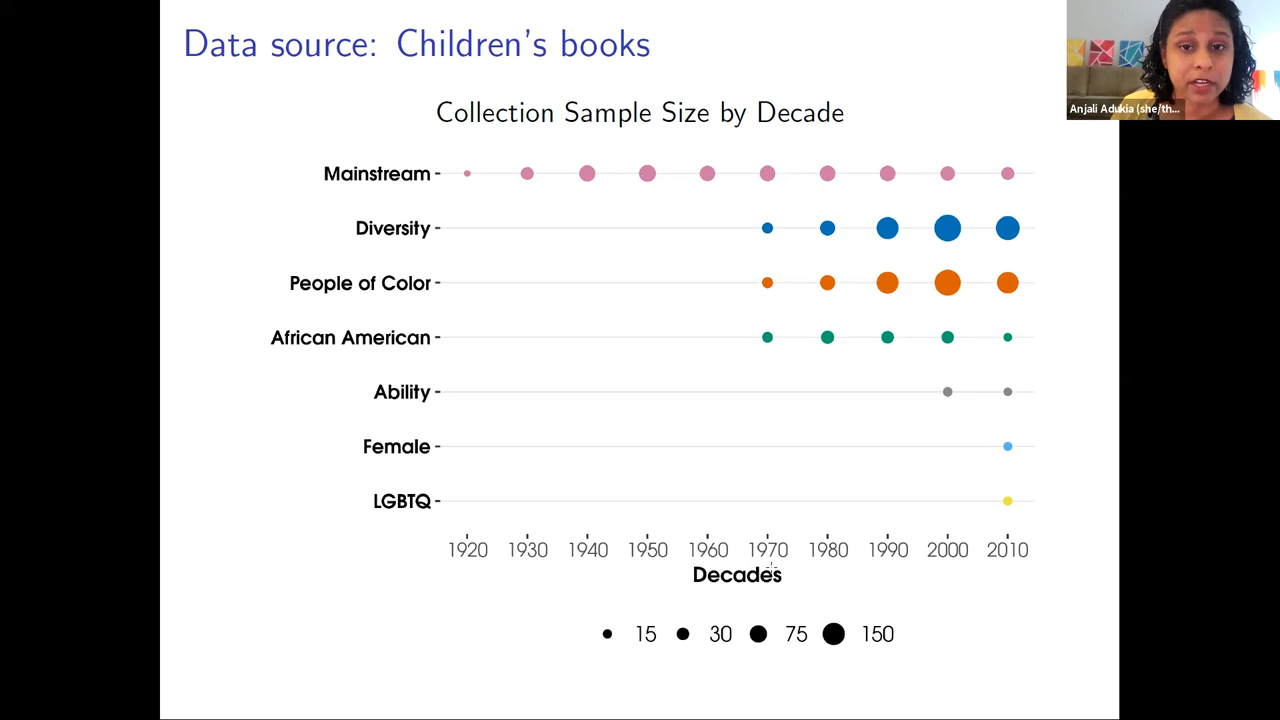 Data source: Children's books
Anjali Adukia (she/th...
Collection Sample Size by Decade
Mainstream
Diversity
People of Color
African American
Ability
Female
LGBTQ
1920 1930 1940 1950 1960 1970 1980 1990 2000 2010
Decades
15 30 75 150